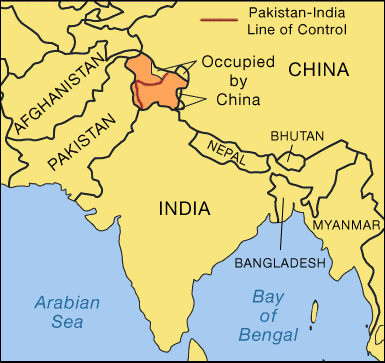 Pakistan-India
Line of Control
Occupied
by
China
CHINA
AFGHANISTAN
PAKISTAN
BHUTAN
NEPAL
INDIA
MYANMAR
BANGLADESH
Arabian
Sea
Bay
of
Bengal